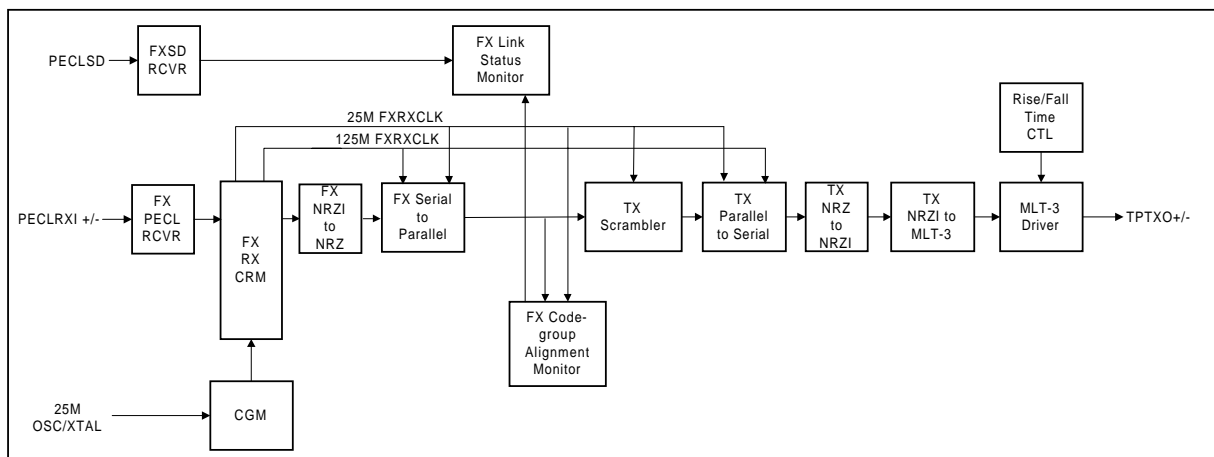 PECLSD
FXSD
RCVR
FX Link
Status
Monitor
Rise/Fall
Time
CTL
25M FXRXCLK
125M FXRXCLK
PECLRXI +/-
FX
PECL
RCVR
FX
RX
CRM
FX
NRZI
to
NRZ
FX Serial
to
Parallel
TX
Scrambler
TX
Parallel
to Serial
TX
NRZ
to
NRZI
TX
NRZI to
MLT-3
MLT-3
Driver
TPTXO+/-
FX Code-
group
Alignment
Monitor
25M
OSC/XTAL
CGM